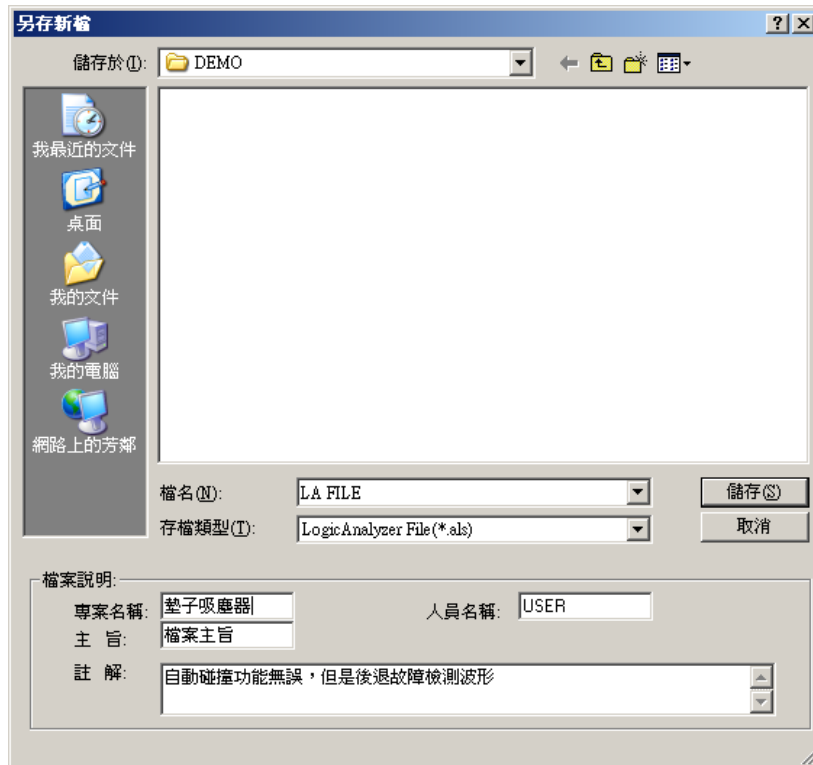 另存新檔
儲存於(I): DEMO
我最近的文件
桌面
我的文件
我的電腦
網路上的芳鄰
檔名(N): LA FILE 儲存(S)
存檔類型(T): LogicAnalyzer File(*.als) 取消
檔案說明:
專案名稱: 墊子吸塵器 人員名稱: USER
主 旨: 檔案主旨
註 解: 自動碰撞功能無誤，但是後退故障檢測波形